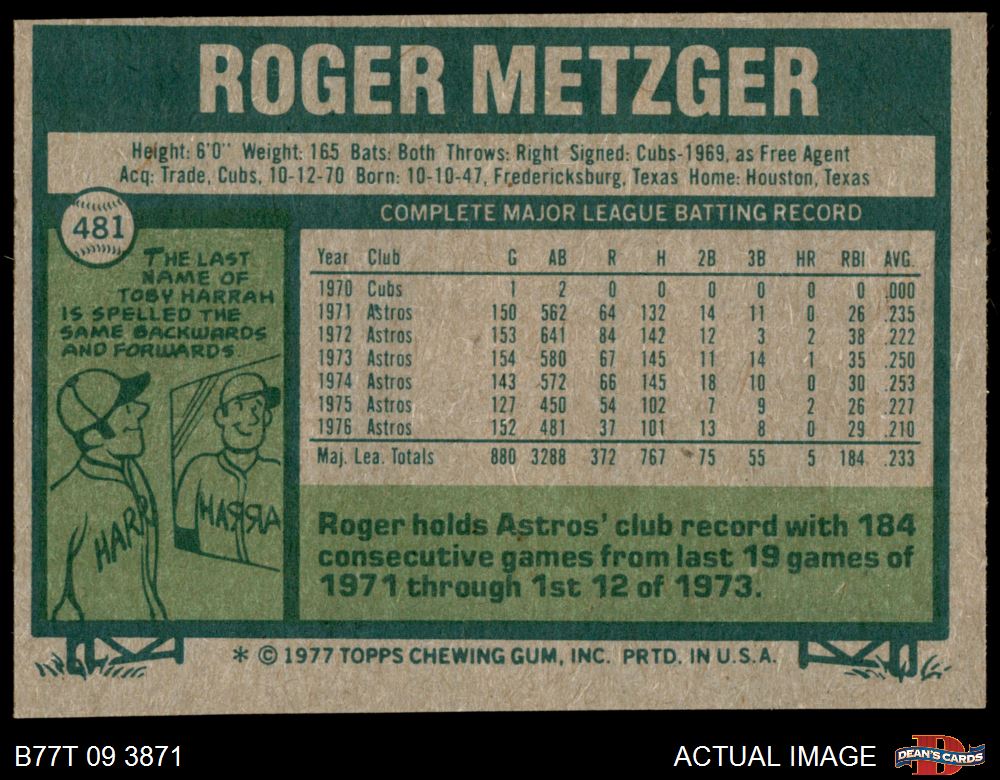 ROGER METZGER
Height: 6'0" Weight: 165 Bats: Both Throws: Right Signed: Cubs-1969, as Free Agent
Acq: Trade, Cubs, 10-12-70 Born: 10-10-47, Fredericksburg, Texas Home: Houston, Texas
481
COMPLETE MAJOR LEAGUE BATTING RECORD
THE LAST
NAME OF
TOBY HARRAH
IS SPELLED THE
SAME BACKWARDS
AND FORWARDS.
HARR
HARRA
Year Club G AB R H 2B 3B HR RBI AVG.
1970 Cubs 1 2 0 0 0 0 0 0 .000
1971 Astros 150 562 64 132 14 11 0 26 .235
1972 Astros 153 641 84 142 12 3 2 38 .222
1973 Astros 154 580 67 145 11 14 1 35 .250
1974 Astros 143 572 66 145 18 10 0 30 .253
1975 Astros 127 450 54 102 7 9 2 26 .227
1976 Astros 152 481 37 101 13 8 0 29 .210
Maj. Lea. Totals 880 3288 372 767 75 55 5 184 .233
Roger holds Astros' club record with 184
consecutive games from last 19 games of
1971 through 1st 12 of 1973.
* © 1977 TOPPS CHEWING GUM, INC. PRTD. IN U.S.A.
B77T 09 3871
ACTUAL IMAGE
DEAN'S CARDS